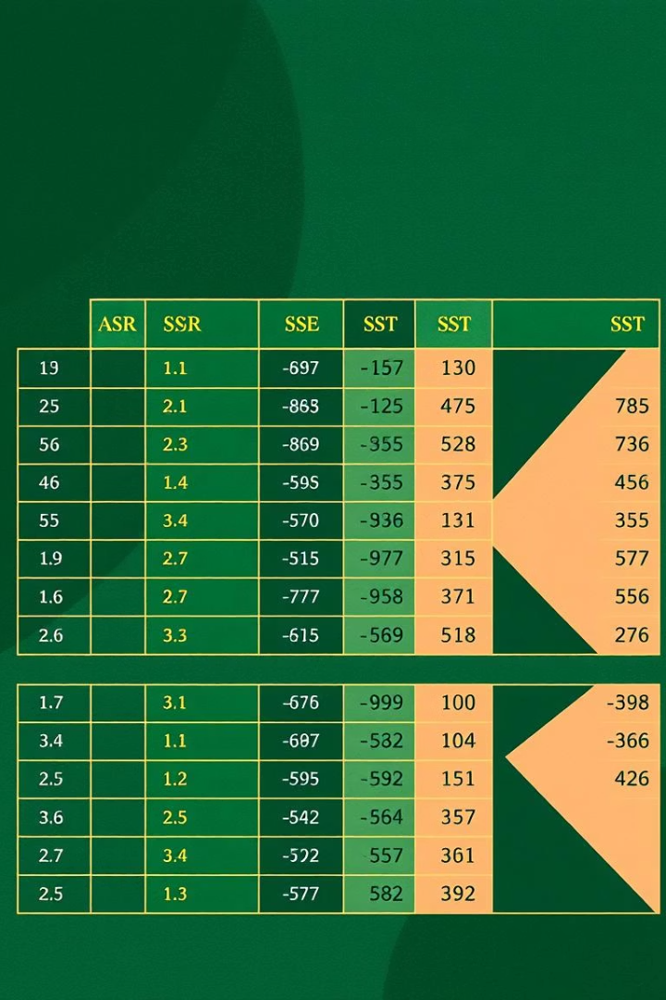 ASR SSR SSE SST SST SST
19 1.1 -697 -157 130
25 2.1 -863 -125 475 785
56 2.3 -869 -355 528 736
46 1.4 -595 -355 375 456
55 3.4 -570 -936 131 355
1.9 2.7 -515 -977 315 577
1.6 2.7 -777 -958 371 556
2.6 3.3 -615 -569 518 276
1.7 3.1 -676 -999 100 -398
3.4 1.1 -532 104 -366
2.5 1.2 -595 -592 151 426
3.6 2.5 -542 -564 357
2.7 3.4 557 361
2.5 1.3 -577 582 392